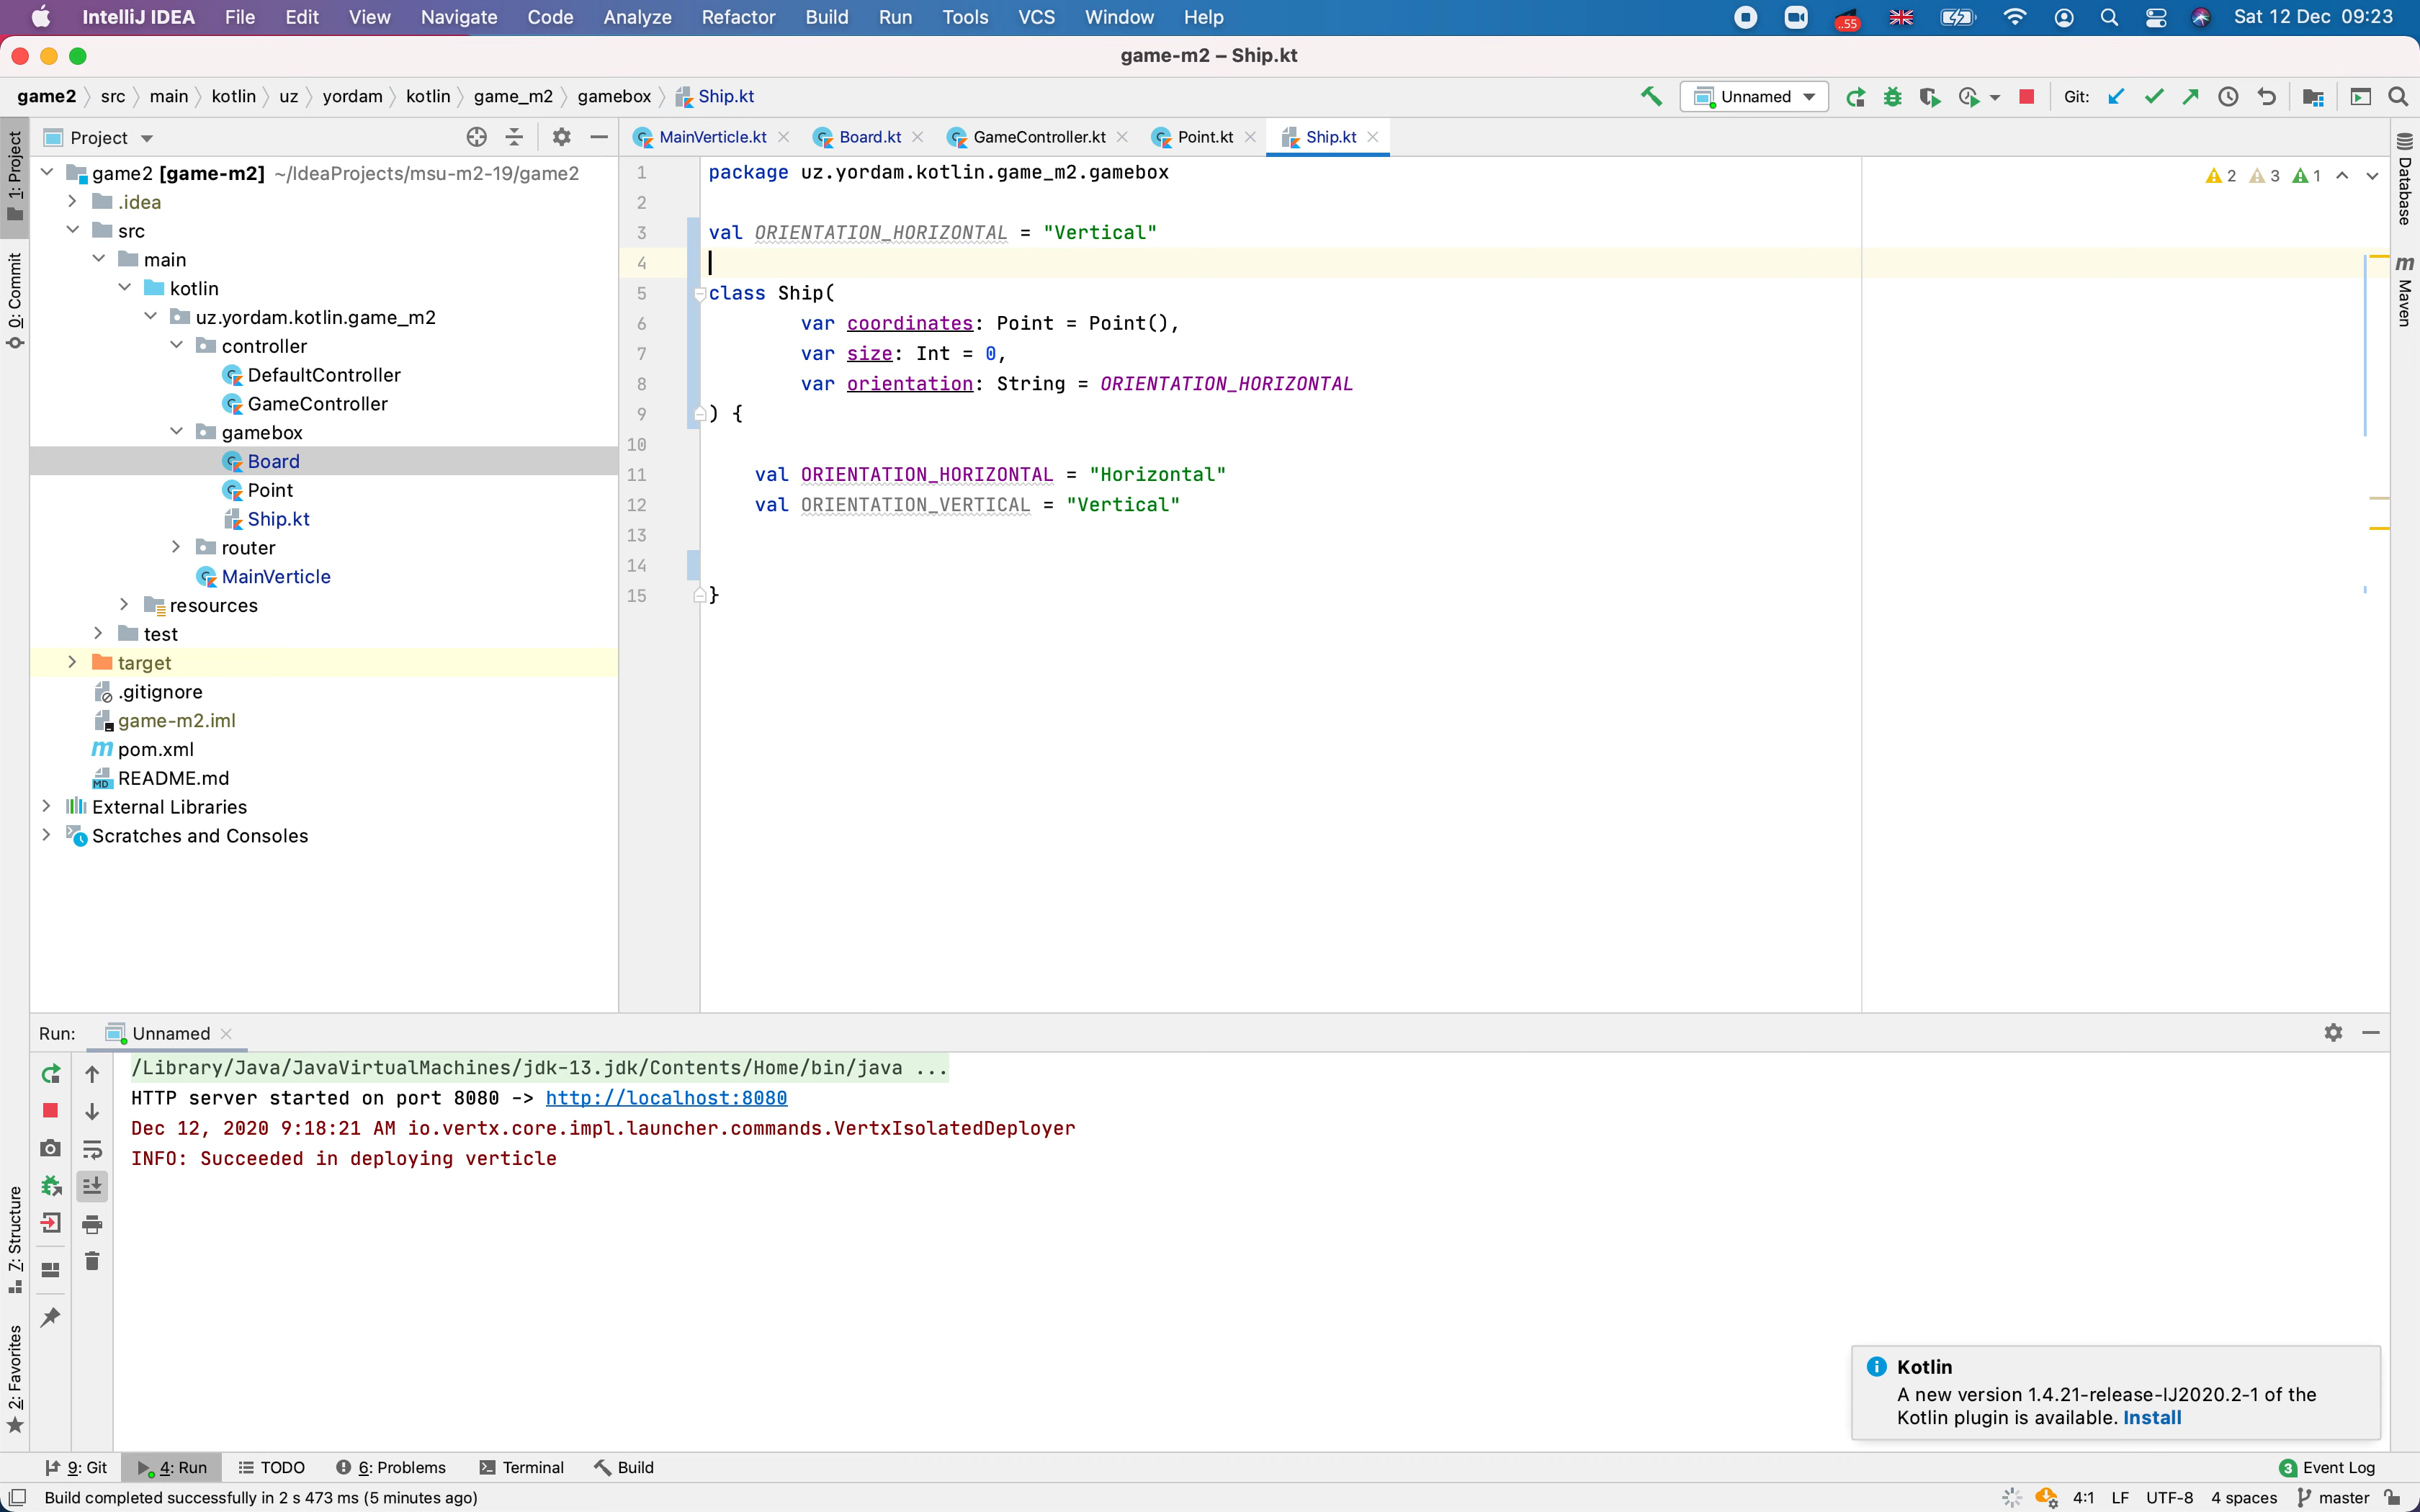 IntelliJ IDEA File Edit View Navigate Code Analyze Refactor Build Run Tools VCS Window Help ..55 Sat 12 Dec 09:23
game-m2 – Ship.kt
game2 src main kotlin uz yordam kotlin game_m2 gamebox Ship.kt Unnamed Git:
1: Project
0: Commit
7: Structure
2: Favorites
Project
game2 [game-m2] ~/IdeaProjects/msu-m2-19/game2
.idea
src
main
kotlin
uz.yordam.kotlin.game_m2
controller
DefaultController
GameController
gamebox
Board
Point
Ship.kt
router
MainVerticle
resources
test
target
.gitignore
game-m2.iml
pom.xml
README.md
External Libraries
Scratches and Consoles
MainVerticle.kt Board.kt GameController.kt Point.kt Ship.kt
2 3 1
1 package uz.yordam.kotlin.game_m2.gamebox
2
3 val ORIENTATION_HORIZONTAL = "Vertical"
4
5 class Ship(
6 var coordinates: Point = Point(),
7 var size: Int = 0,
8 var orientation: String = ORIENTATION_HORIZONTAL
9 ) {
10
11 val ORIENTATION_HORIZONTAL = "Horizontal"
12 val ORIENTATION_VERTICAL = "Vertical"
13
14
15 }
Database
Maven
Run: Unnamed
/Library/Java/JavaVirtualMachines/jdk-13.jdk/Contents/Home/bin/java ...
HTTP server started on port 8080 -> http://localhost:8080
Dec 12, 2020 9:18:21 AM io.vertx.core.impl.launcher.commands.VertxIsolatedDeployer
INFO: Succeeded in deploying verticle
Kotlin
A new version 1.4.21-release-IJ2020.2-1 of the
Kotlin plugin is available. Install
9: Git 4: Run TODO 6: Problems Terminal Build 3 Event Log
Build completed successfully in 2 s 473 ms (5 minutes ago) 4:1 LF UTF-8 4 spaces master